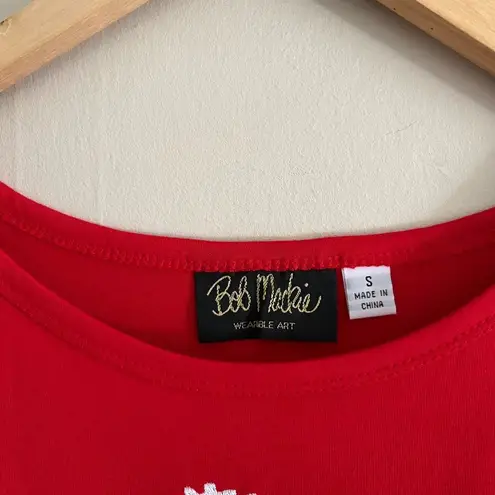 Bob Mackie
WEARABLE ART
S
MADE IN
CHINA